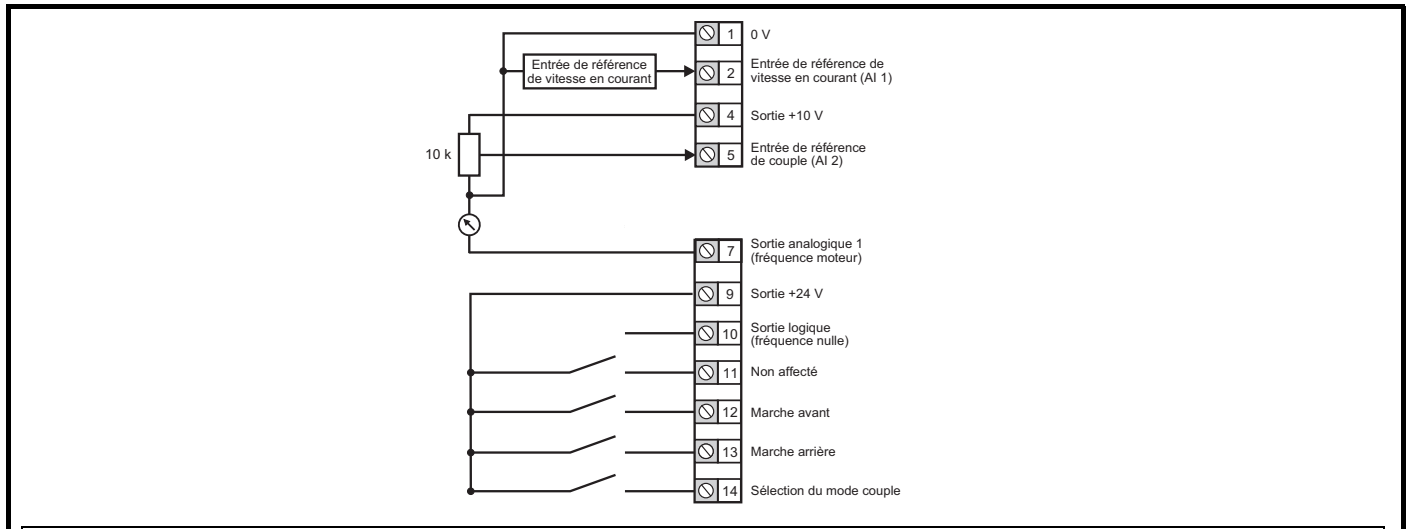 1 0 V
Entrée de référence
de vitesse en courant
2 Entrée de référence de
vitesse en courant (AI 1)
4 Sortie +10 V
10 k
5 Entrée de référence
de couple (AI 2)
7 Sortie analogique 1
(fréquence moteur)
9 Sortie +24 V
10 Sortie logique
(fréquence nulle)
11 Non affecté
12 Marche avant
13 Marche arrière
14 Sélection du mode couple